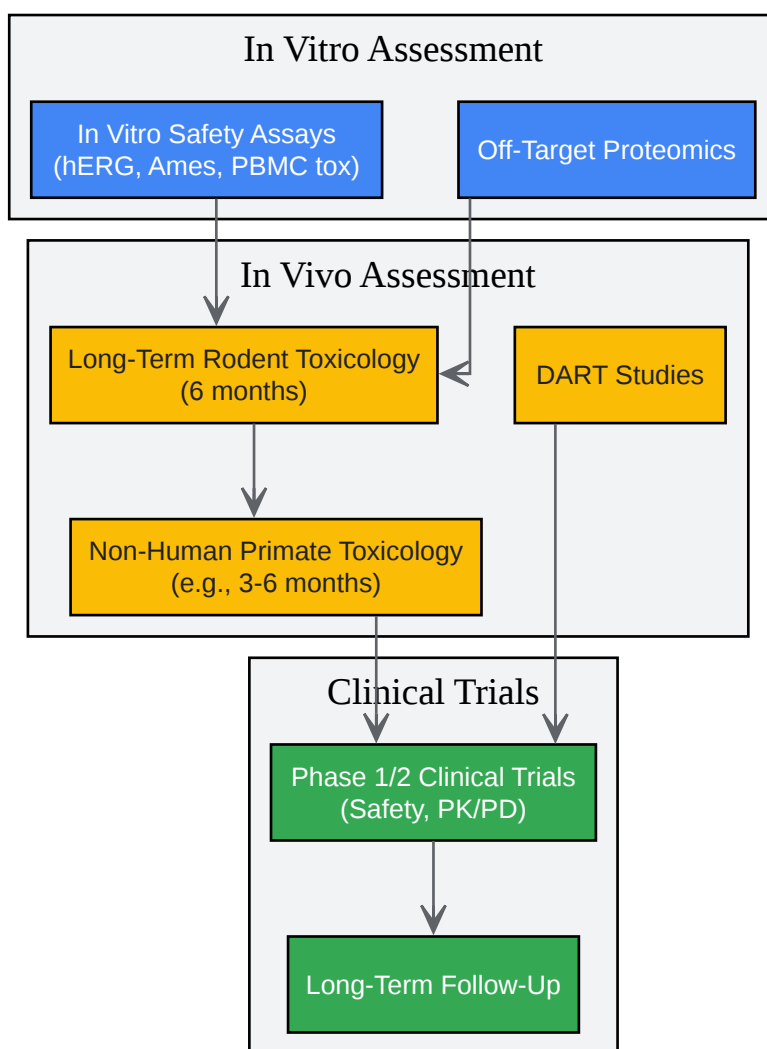 In Vitro Assessment
In Vitro Safety Assays
(hERG, Ames, PBMC tox)
Off-Target Proteomics
In Vivo Assessment
Long-Term Rodent Toxicology
(6 months)
DART Studies
Non-Human Primate Toxicology
(e.g., 3-6 months)
Clinical Trials
Phase 1/2 Clinical Trials
(Safety, PK/PD)
Long-Term Follow-Up